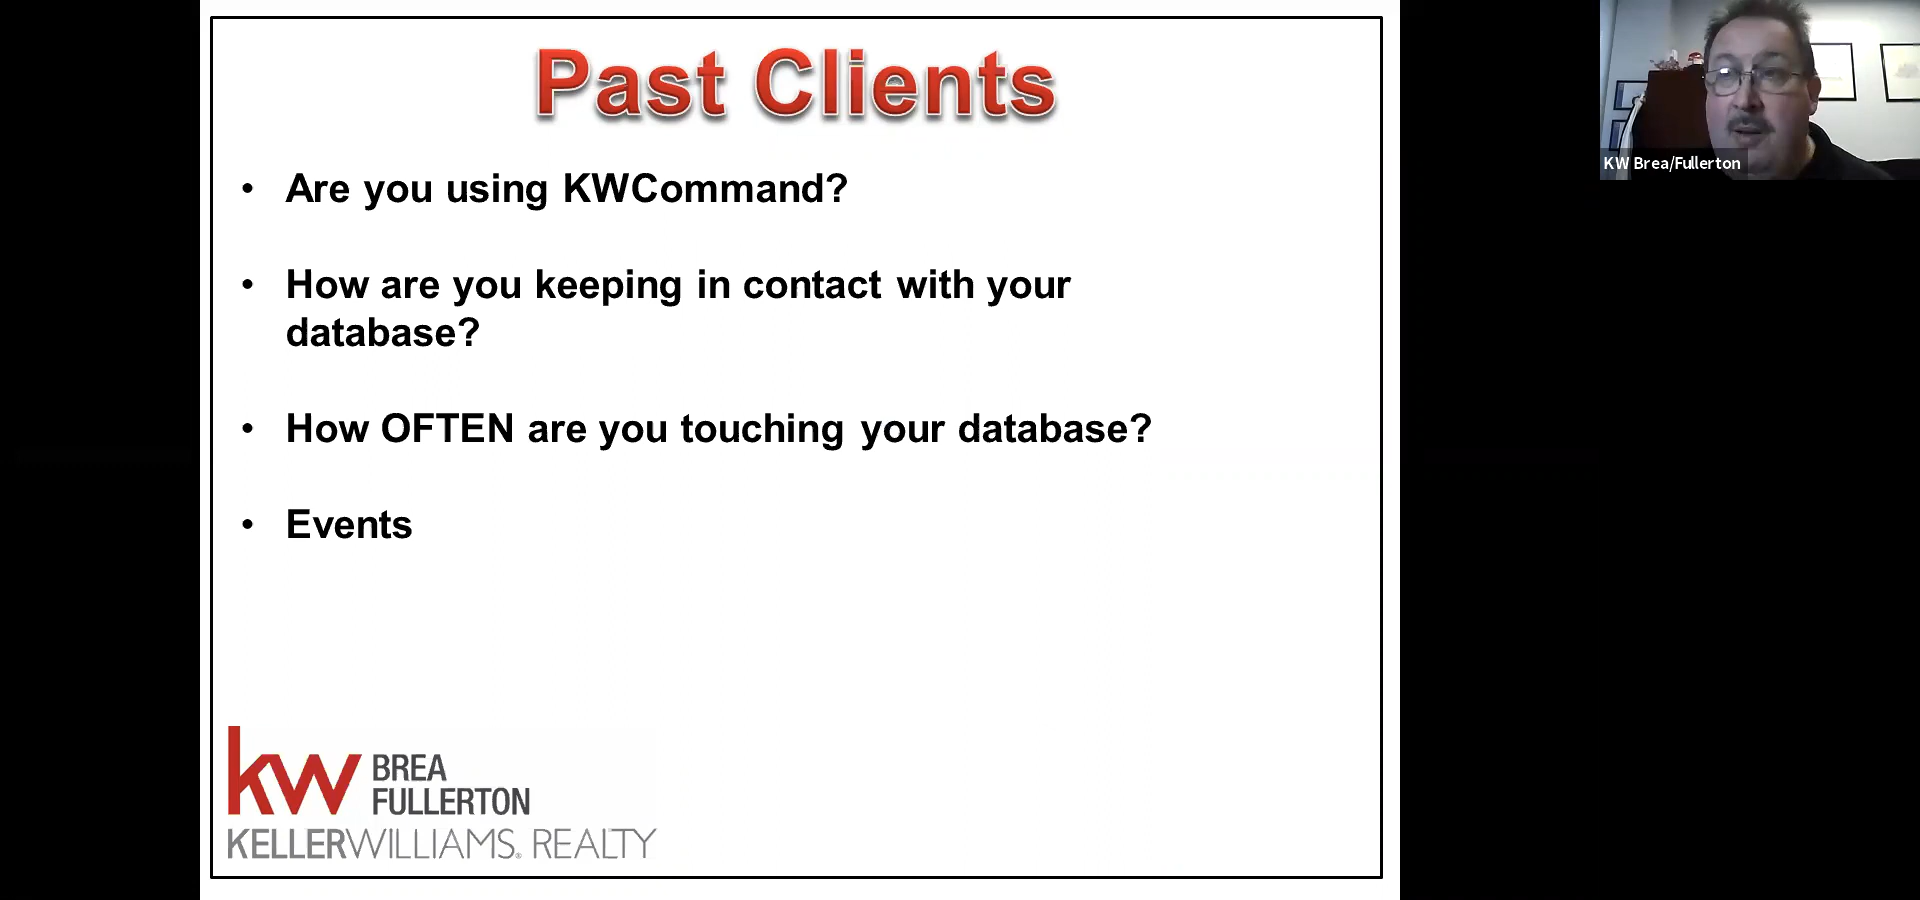 Past Clients
• Are you using KWCommand?
• How are you keeping in contact with your
database?
• How OFTEN are you touching your database?
• Events
kw BREA
FULLERTON
KELLERWILLIAMS. REALTY
KW Brea/Fullerton